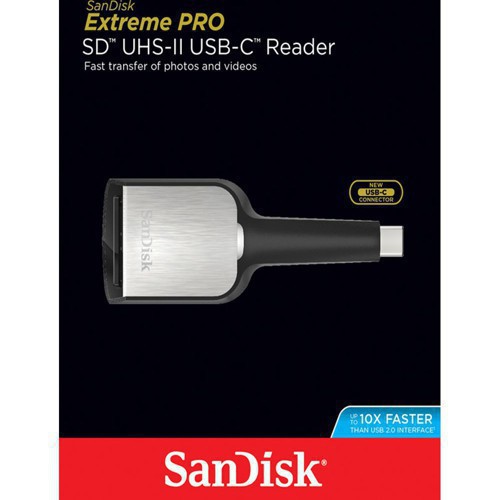 SanDisk
Extreme PRO
SD™ UHS-II USB-C™ Reader
Fast transfer of photos and videos
SanDisk
NEW
USB-C
CONNECTOR
UP TO 10X FASTER
THAN USB 2.0 INTERFACE¹
SanDisk®